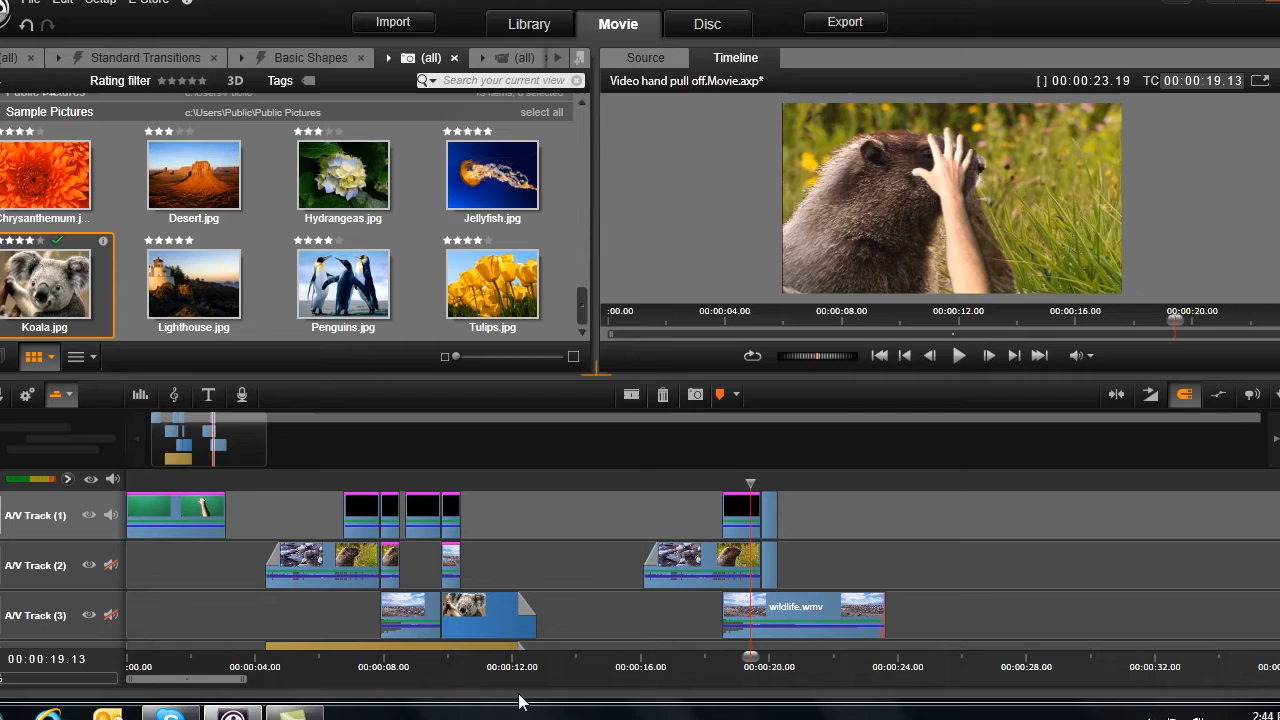 File Edit Setup E-Store
Import Library Movie Disc Export
(all) Standard Transitions Basic Shapes (all) (all)
Source Timeline
Rating filter 3D Tags Search your current view
Video hand pull off.Movie.axp* [ ] 00:00:23.19 TC 00:00:19.13
Sample Pictures c:\Users\Public\Public Pictures select all
Chrysanthemum.j... Desert.jpg Hydrangeas.jpg Jellyfish.jpg
Koala.jpg Lighthouse.jpg Penguins.jpg Tulips.jpg
:00.00 00:00:04.00 00:00:08.00 00:00:12.00 00:00:16.00 00:00:20.00
A/V Track (1)
A/V Track (2)
A/V Track (3)
wildlife.wmv
00:00:19.13 :00.00 00:00:04.00 00:00:08.00 00:00:12.00 00:00:16.00 00:00:20.00 00:00:24.00 00:00:28.00 00:00:32.00
2:44